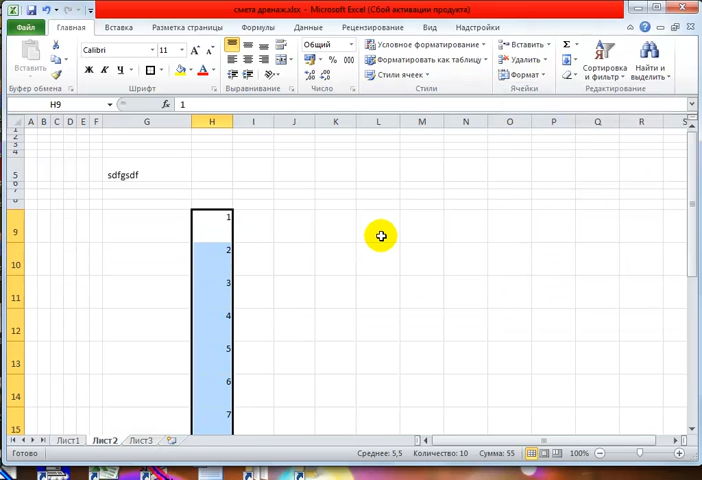 смета дренаж.xlsx - Microsoft Excel (Сбой активации продукта)
Файл Главная Вставка Разметка страницы Формулы Данные Рецензирование Вид Надстройки
Вставить
Буфер обмена
Calibri 11
Ж К Ч
Шрифт
Выравнивание
Общий
% 000
Число
Условное форматирование
Форматировать как таблицу
Стили ячеек
Стили
Вставить
Удалить
Формат
Ячейки
Σ
Сортировка и фильтр
Найти и выделить
Редактирование
H9 fx 1
A B C D E F G H I J K L M N O P Q R S
1
2
3
4
5 sdfgsdf
6
7
8
9 1
10 2
11 3
12 4
13 5
14 6
15 7
Лист1 Лист2 Лист3
Готово Среднее: 5,5 Количество: 10 Сумма: 55 100%